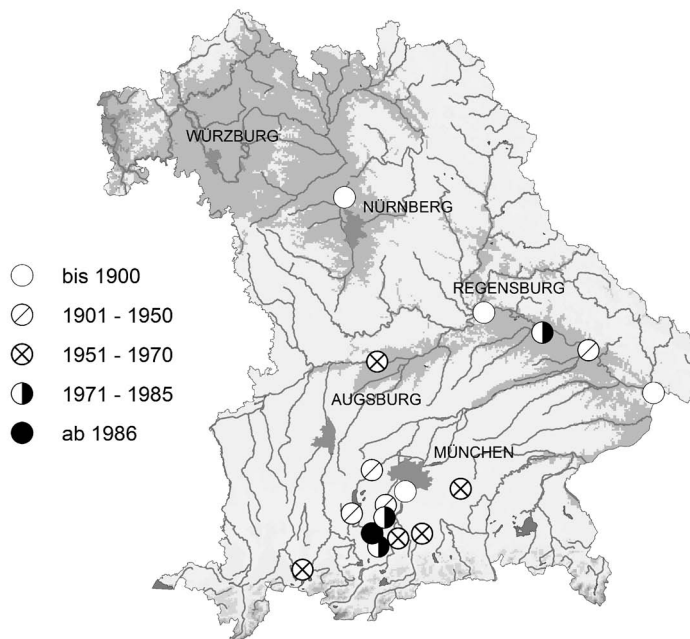 WÜRZBURG
NÜRNBERG
REGENSBURG
AUGSBURG
MÜNCHEN
bis 1900
1901 - 1950
1951 - 1970
1971 - 1985
ab 1986